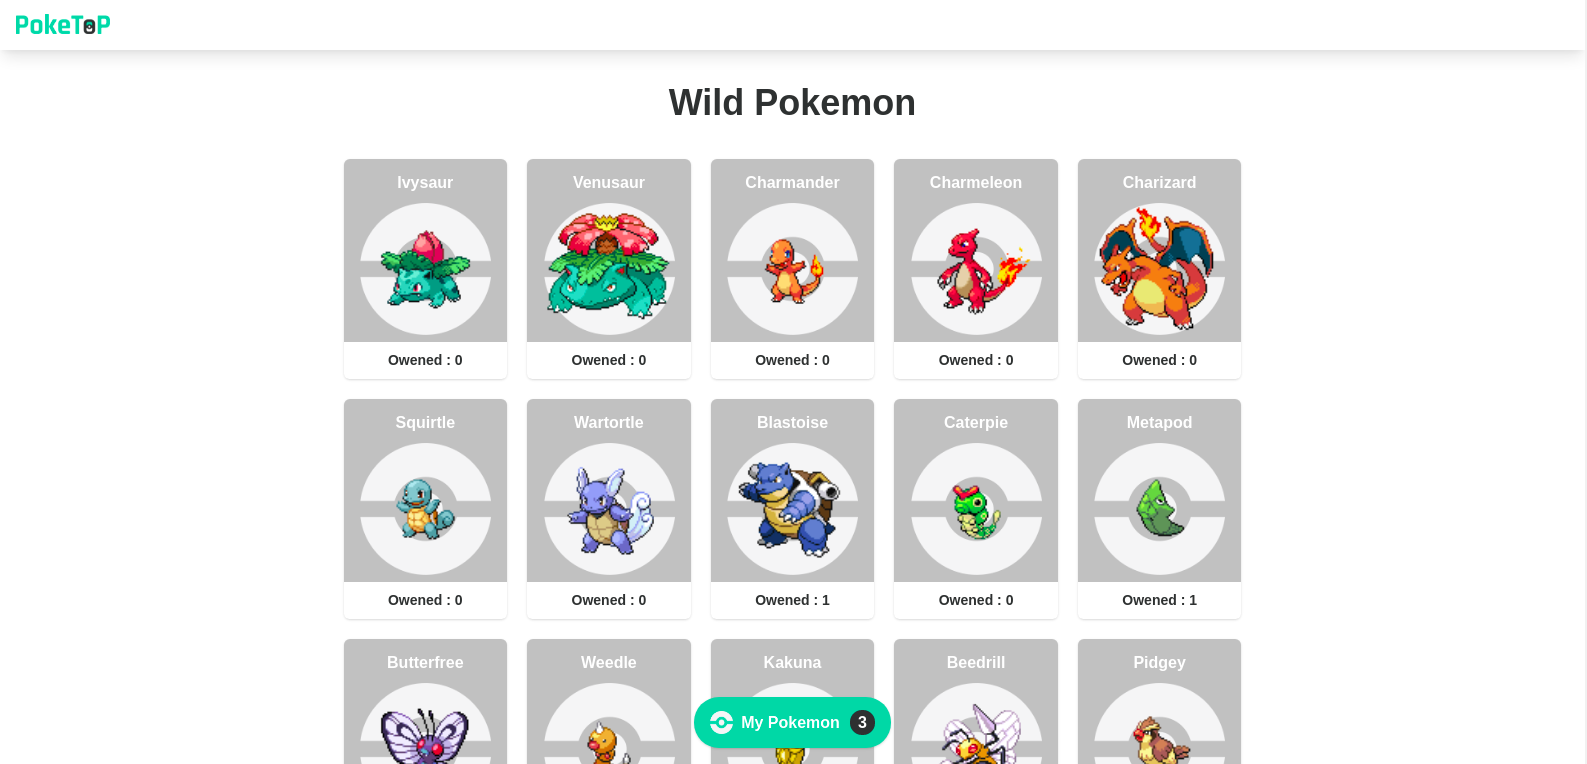 PokeToP
Wild Pokemon
Ivysaur
Venusaur
Charmander
Charmeleon
Charizard
Owened : 0
Owened : 0
Owened : 0
Owened : 0
Owened : 0
Squirtle
Wartortle
Blastoise
Caterpie
Metapod
Owened : 0
Owened : 0
Owened : 1
Owened : 0
Owened : 1
Butterfree
Weedle
Kakuna
Beedrill
Pidgey
My Pokemon 3